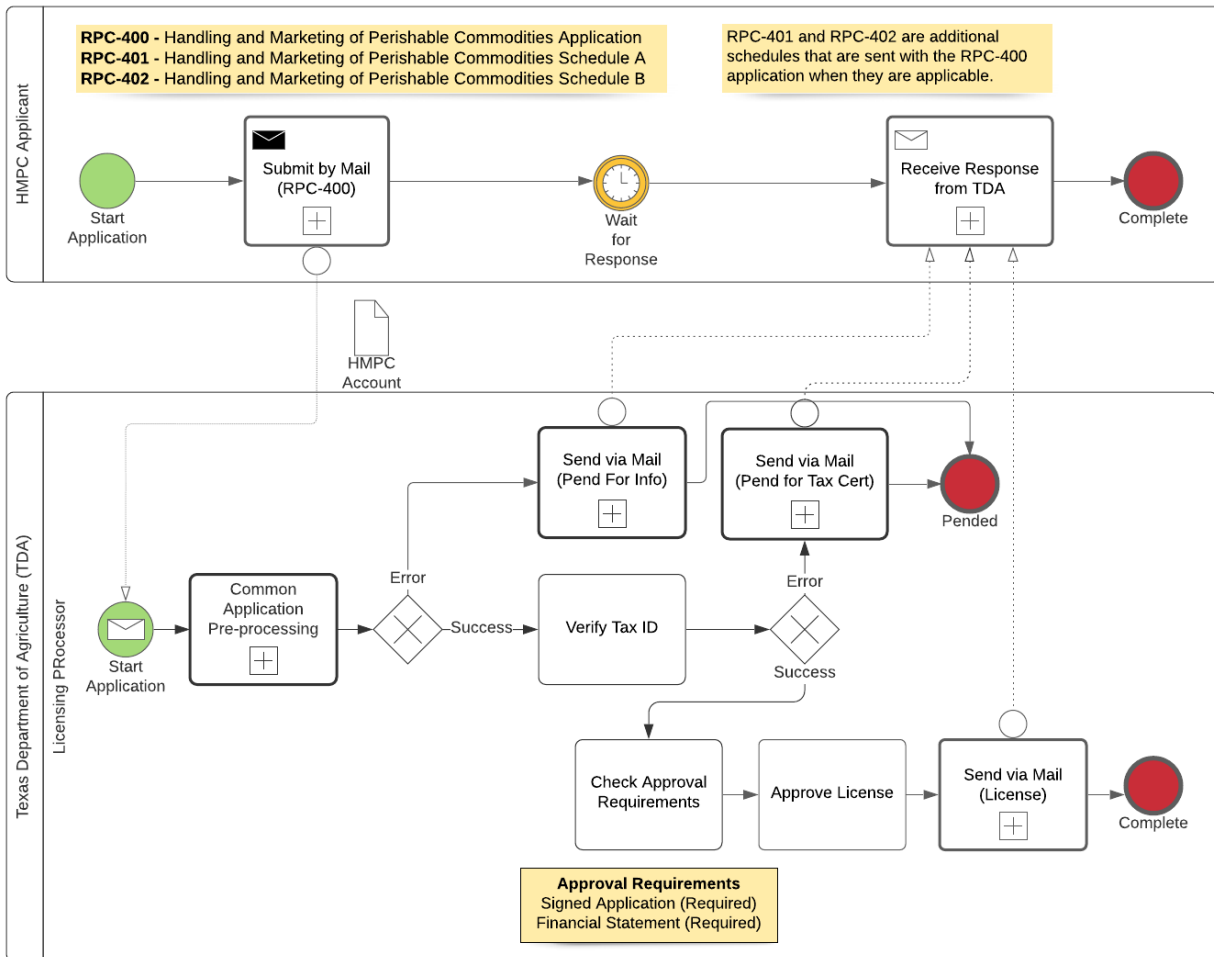 RPC-400 - Handling and Marketing of Perishable Commodities Application
RPC-401 - Handling and Marketing of Perishable Commodities Schedule A
RPC-402 - Handling and Marketing of Perishable Commodities Schedule B
RPC-401 and RPC-402 are additional
schedules that are sent with the RPC-400
application when they are applicable.
HMPC Applicant
Start
Application
Submit by Mail
(RPC-400)
Wait
for
Response
Receive Response
from TDA
Complete
HMPC
Account
Texas Department of Agriculture (TDA)
Licensing PRocessor
Send via Mail
(Pend For Info)
Send via Mail
(Pend for Tax Cert)
Pended
Start
Application
Common
Application
Pre-processing
Error
Success
Verify Tax ID
Error
Success
Check Approval
Requirements
Approve License
Send via Mail
(License)
Complete
Approval Requirements
Signed Application (Required)
Financial Statement (Required)